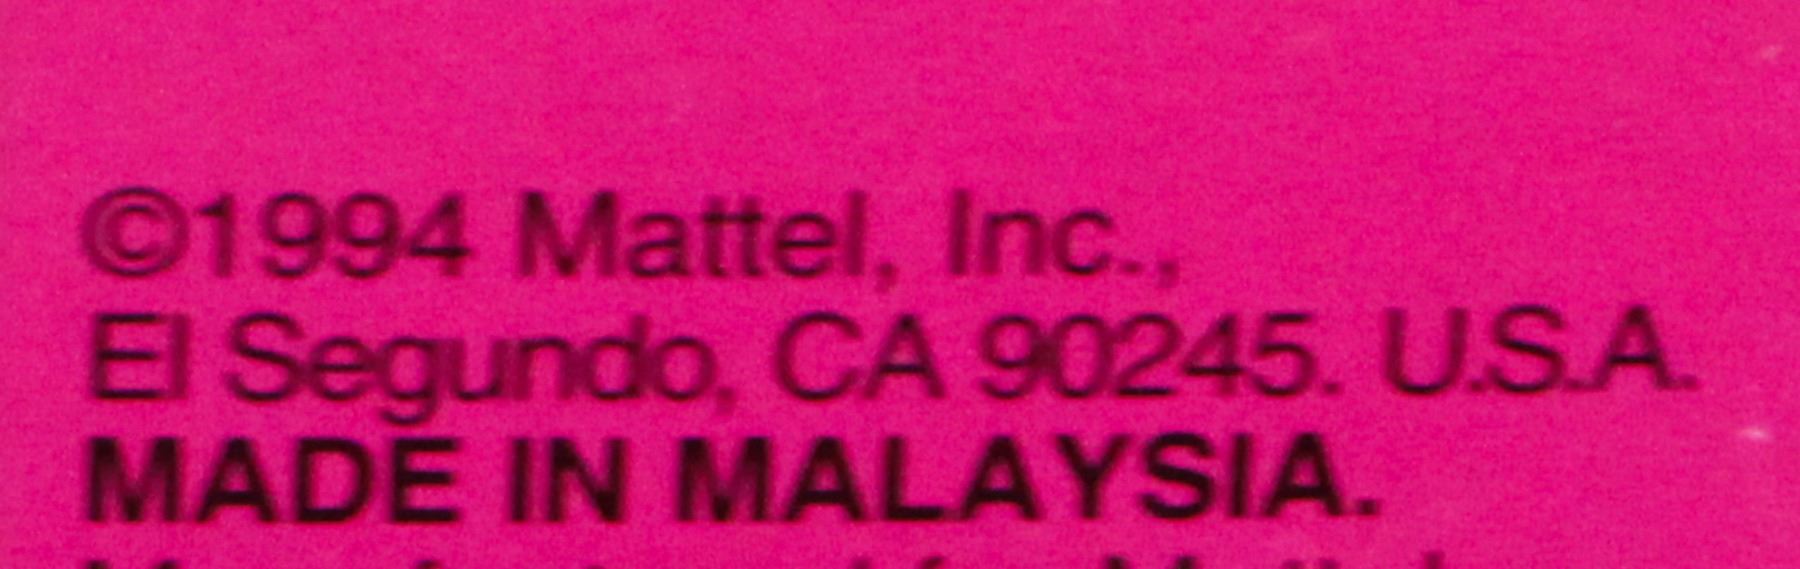 ©1994 Mattel, Inc.,
El Segundo, CA 90245. U.S.A.
MADE IN MALAYSIA.